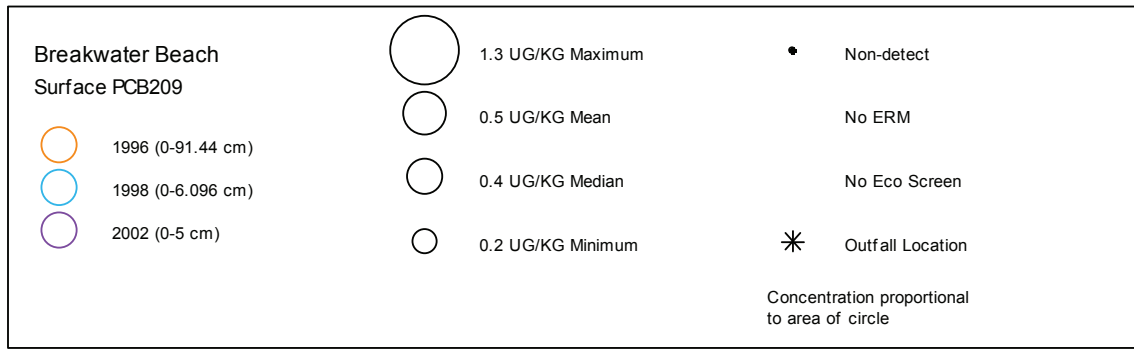 Breakwater Beach
Surface PCB209
1996 (0-91.44 cm)
1998 (0-6.096 cm)
2002 (0-5 cm)
1.3 UG/KG Maximum
0.5 UG/KG Mean
0.4 UG/KG Median
0.2 UG/KG Minimum
Non-detect
No ERM
No Eco Screen
Outfall Location
Concentration proportional
to area of circle